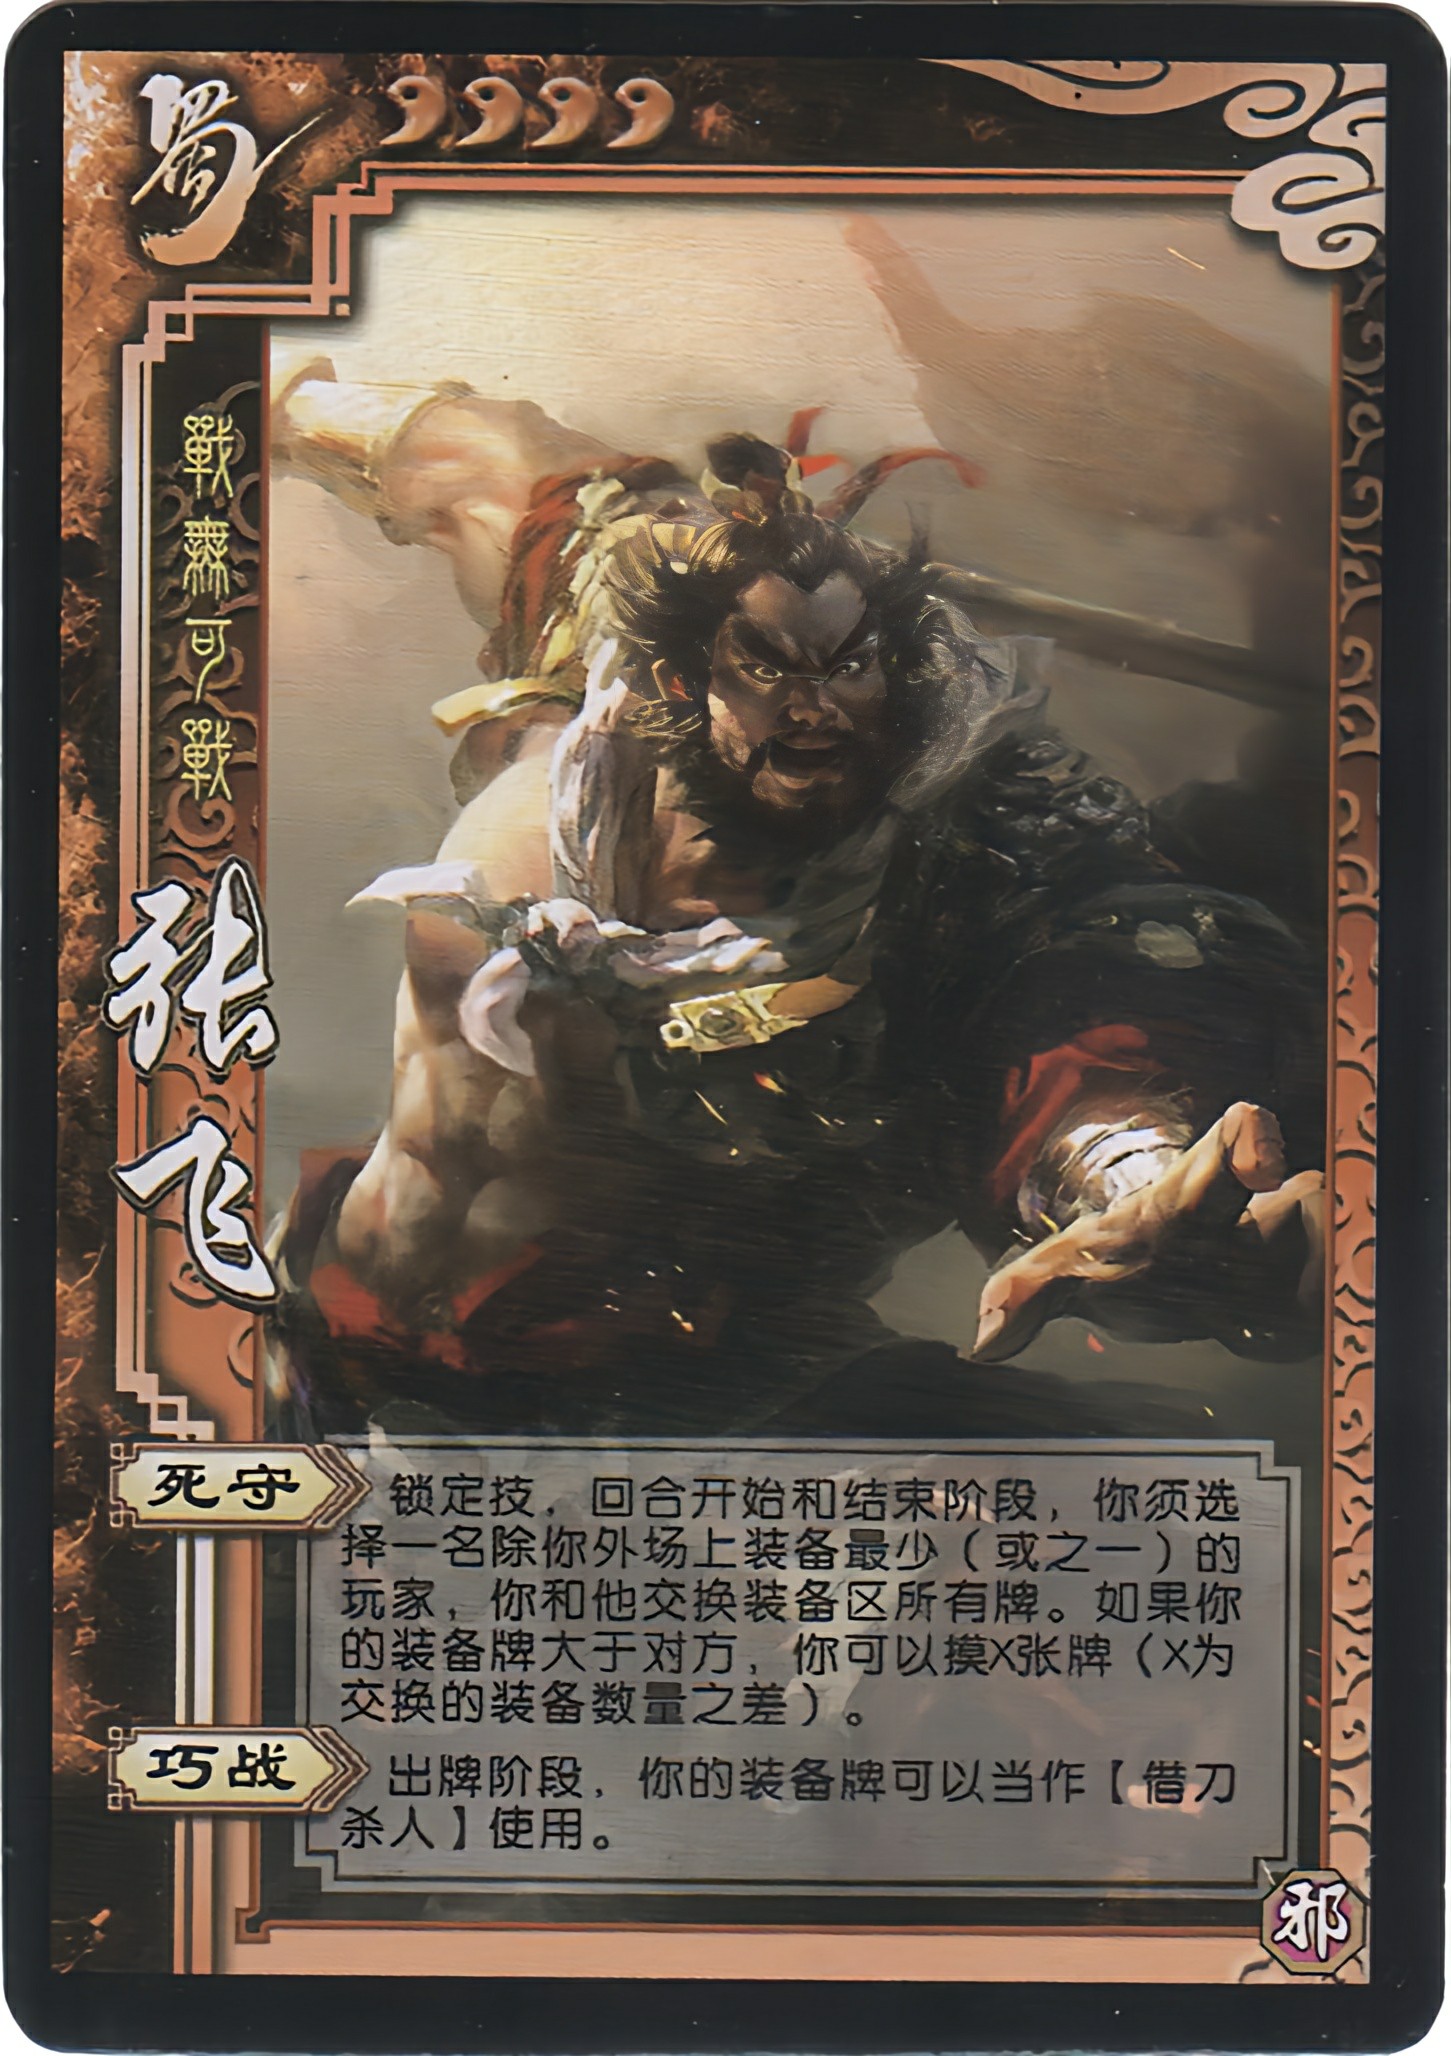 蜀
戰無可戰
张飞
死守
锁定技，回合开始和结束阶段，你须选
择一名除你外场上装备最少（或之一）的
玩家，你和他交换装备区所有牌。如果你
的装备牌大于对方，你可以摸X张牌（X为
交换的装备数量之差）。
巧战
出牌阶段，你的装备牌可以当作【借刀
杀人】使用。
邪